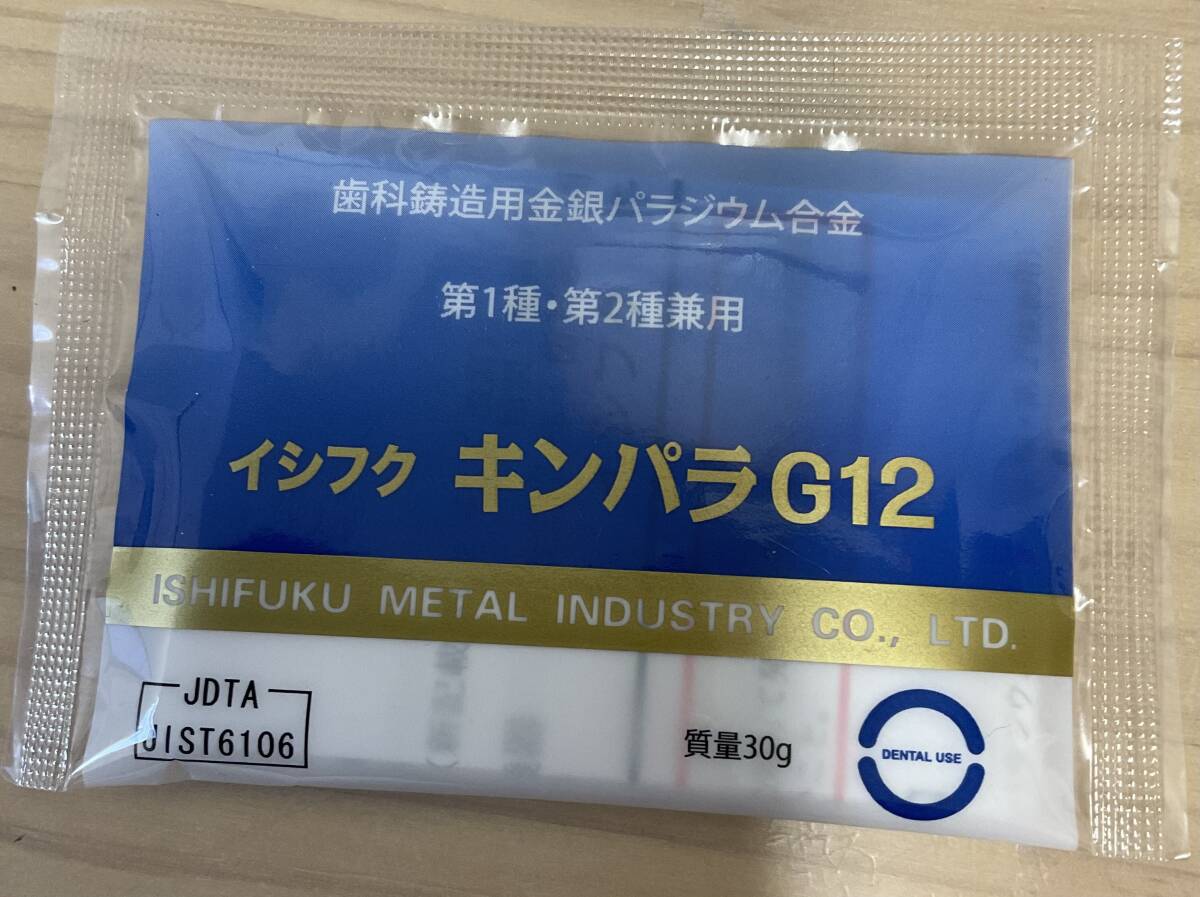 歯科鋳造用金銀パラジウム合金
第1種・第2種兼用
イシフク キンパラG12
ISHIFUKU METAL INDUSTRY CO., LTD.
JDTA
JIST6106
質量30g
DENTAL USE